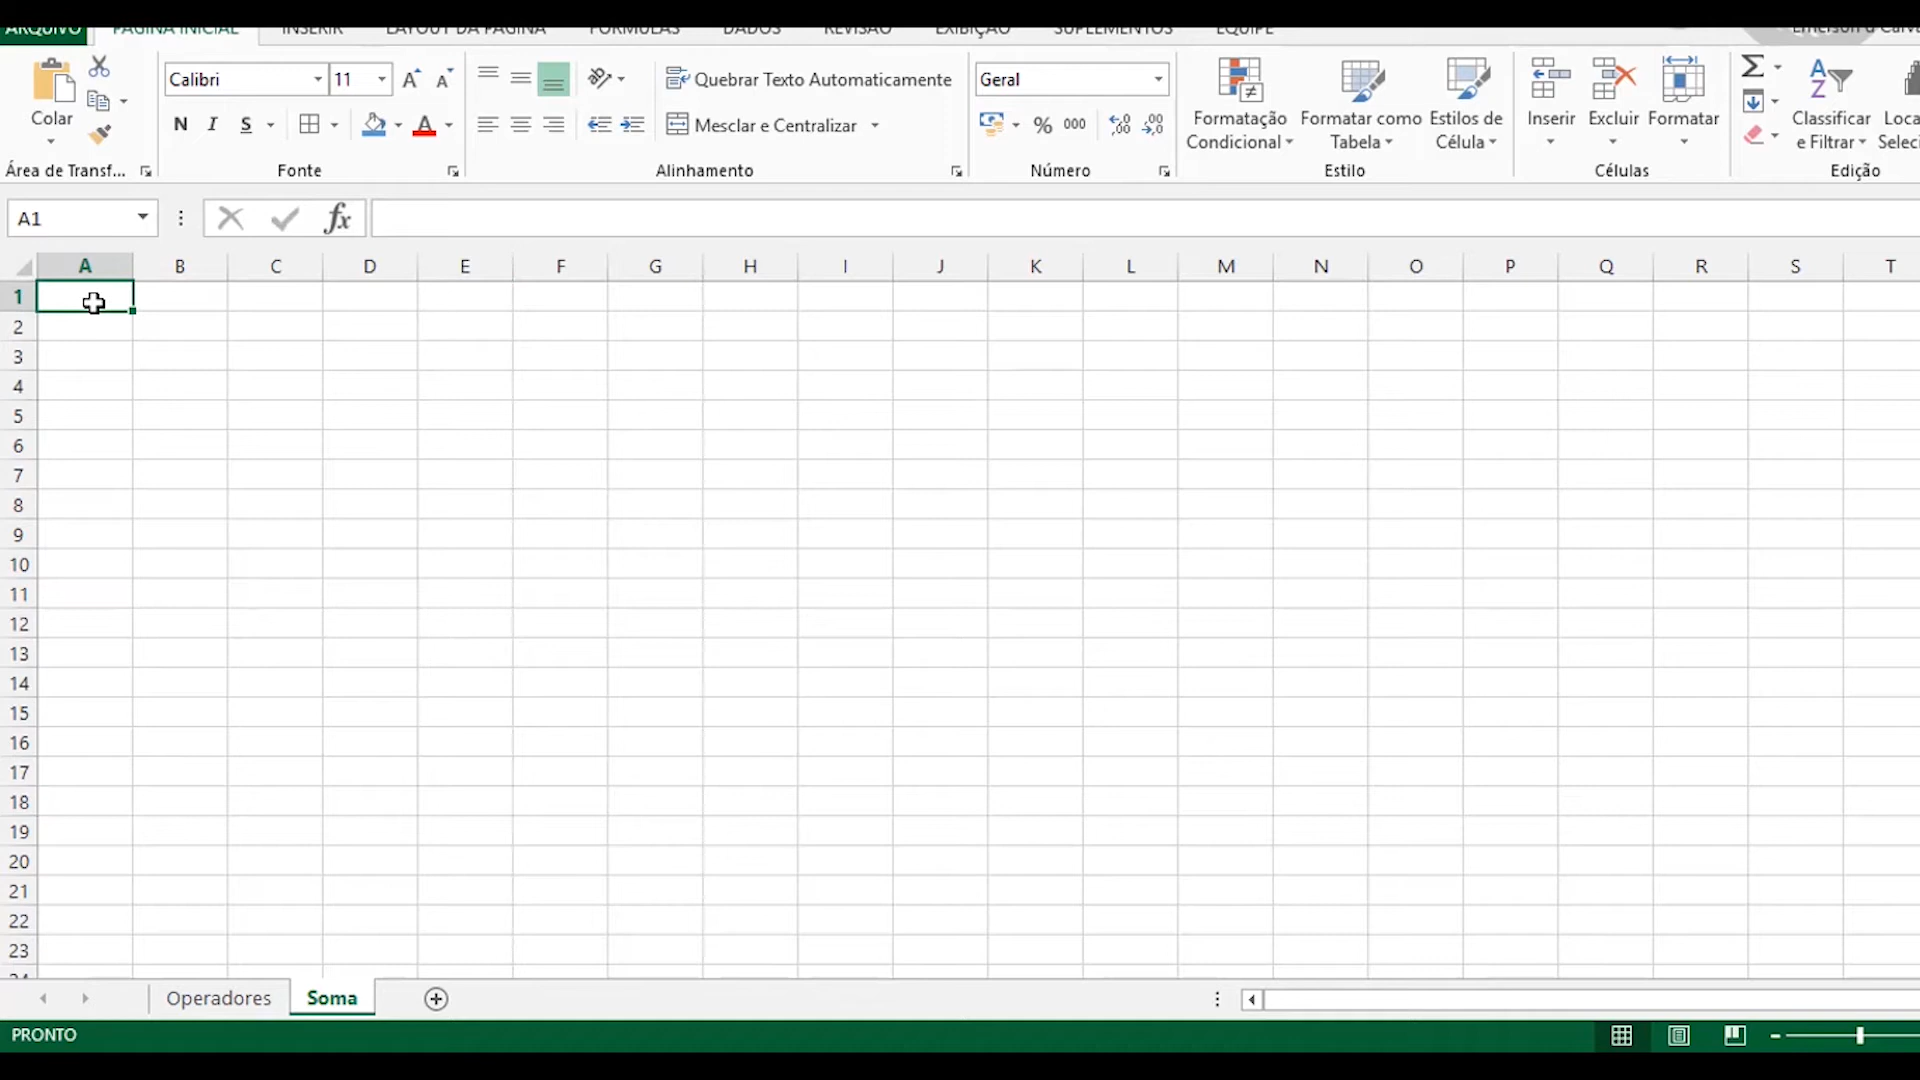 ARQUIVO PÁGINA INICIAL INSERIR LAYOUT DA PÁGINA FÓRMULAS DADOS REVISÃO EXIBIÇÃO SUPLEMENTOS EQUIPE
Calibri 11 Quebrar Texto Automaticamente Geral
Colar N I S Mesclar e Centralizar % 000 Formatação Condicional Formatar como Tabela Estilos de Célula Inserir Excluir Formatar Classificar e Filtrar
Área de Transf... Fonte Alinhamento Número Estilo Células Edição
A1 fx
A B C D E F G H I J K L M N O P Q R S T
1
2
3
4
5
6
7
8
9
10
11
12
13
14
15
16
17
18
19
20
21
22
23
Operadores Soma
PRONTO